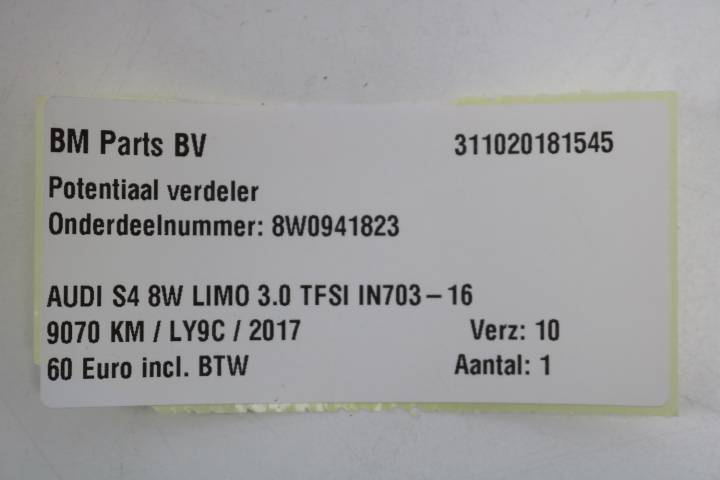 BM Parts BV 311020181545
Potentiaal verdeler
Onderdeelnummer: 8W0941823
AUDI S4 8W LIMO 3.0 TFSI IN703-16
9070 KM / LY9C / 2017 Verz: 10
60 Euro incl. BTW Aantal: 1